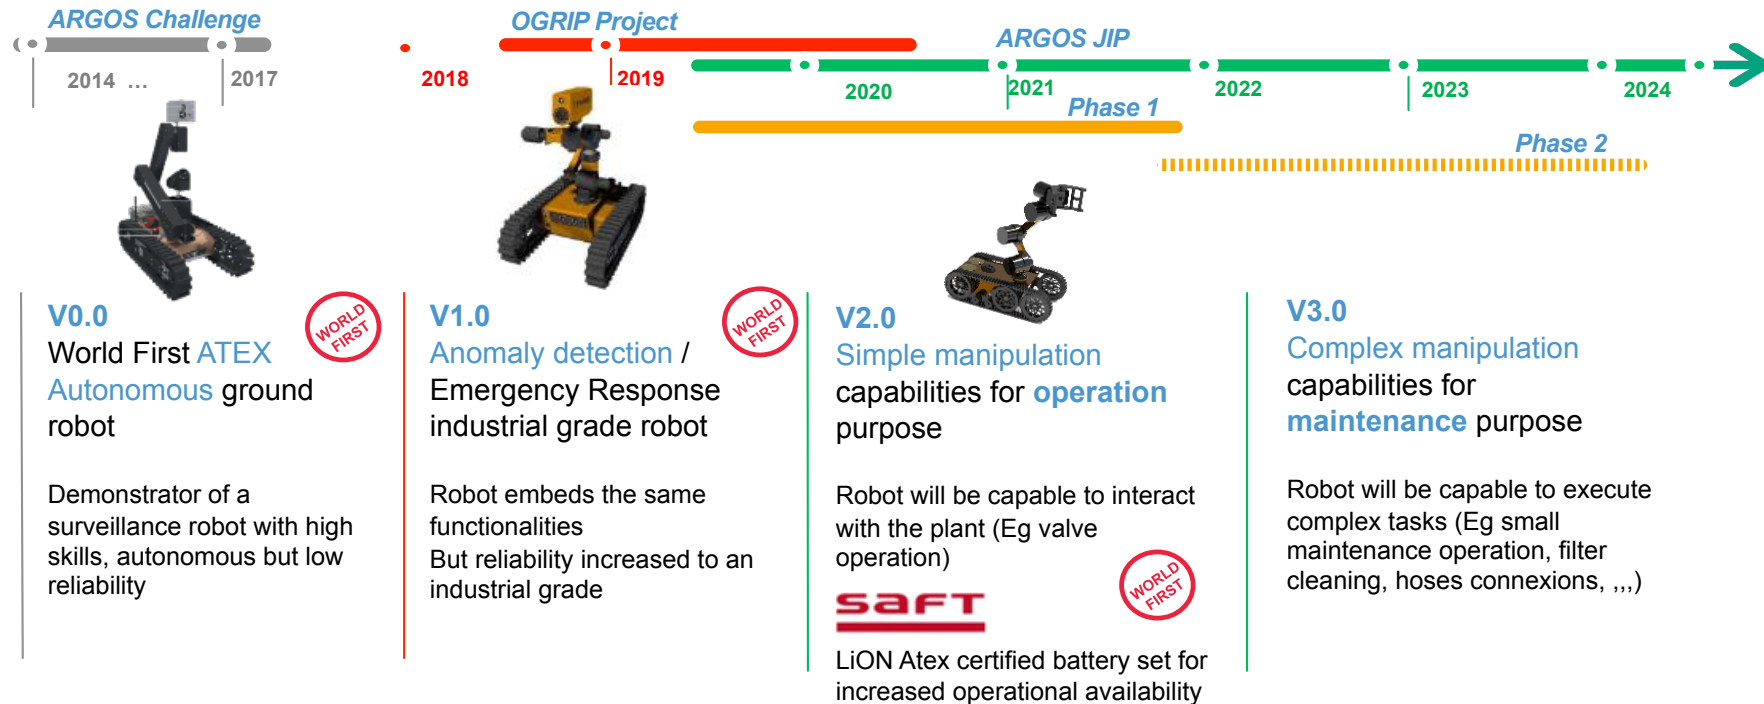 ARGOS Challenge
OGRIP Project
ARGOS JIP
2014 ...
2017
2018
2019
2020
2021
2022
2023
2024
Phase 1
Phase 2
V0.0
World First ATEX
Autonomous ground
robot
WORLD
FIRST
Demonstrator of a
surveillance robot with high
skills, autonomous but low
reliability
V1.0
Anomaly detection /
Emergency Response
industrial grade robot
WORLD
FIRST
Robot embeds the same
functionalities
But reliability increased to an
industrial grade
V2.0
Simple manipulation
capabilities for operation
purpose
Robot will be capable to interact
with the plant (Eg valve
operation)
WORLD
FIRST
saFT
LiON Atex certified battery set for
increased operational availability
V3.0
Complex manipulation
capabilities for
maintenance purpose
Robot will be capable to execute
complex tasks (Eg small
maintenance operation, filter
cleaning, hoses connexions, ,,,)